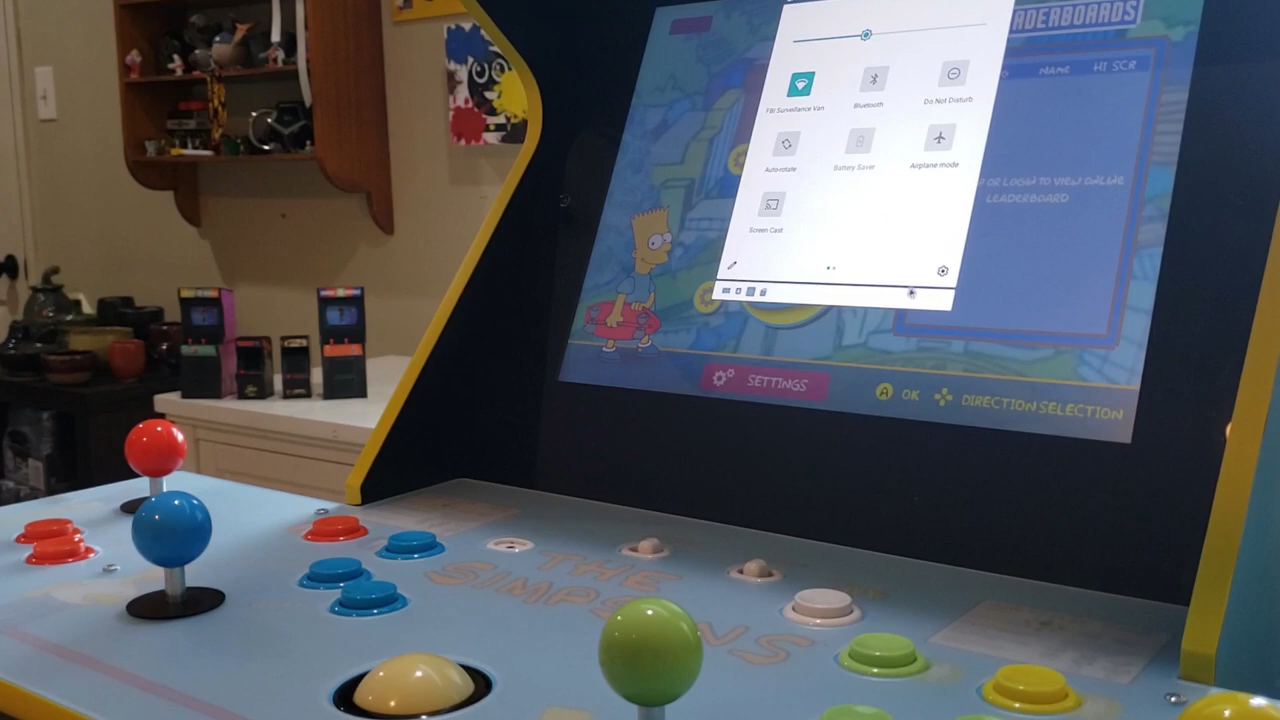 ADERBOARDS
NAME HI SCR
FBI Surveillance Van
Bluetooth
Do Not Disturb
Auto-rotate
Battery Saver
Airplane mode
OR LOGIN TO VIEW ONLINE
LEADERBOARD
Screen Cast
SETTINGS
A OK
DIRECTION SELECTION
THE
SIMPSONS